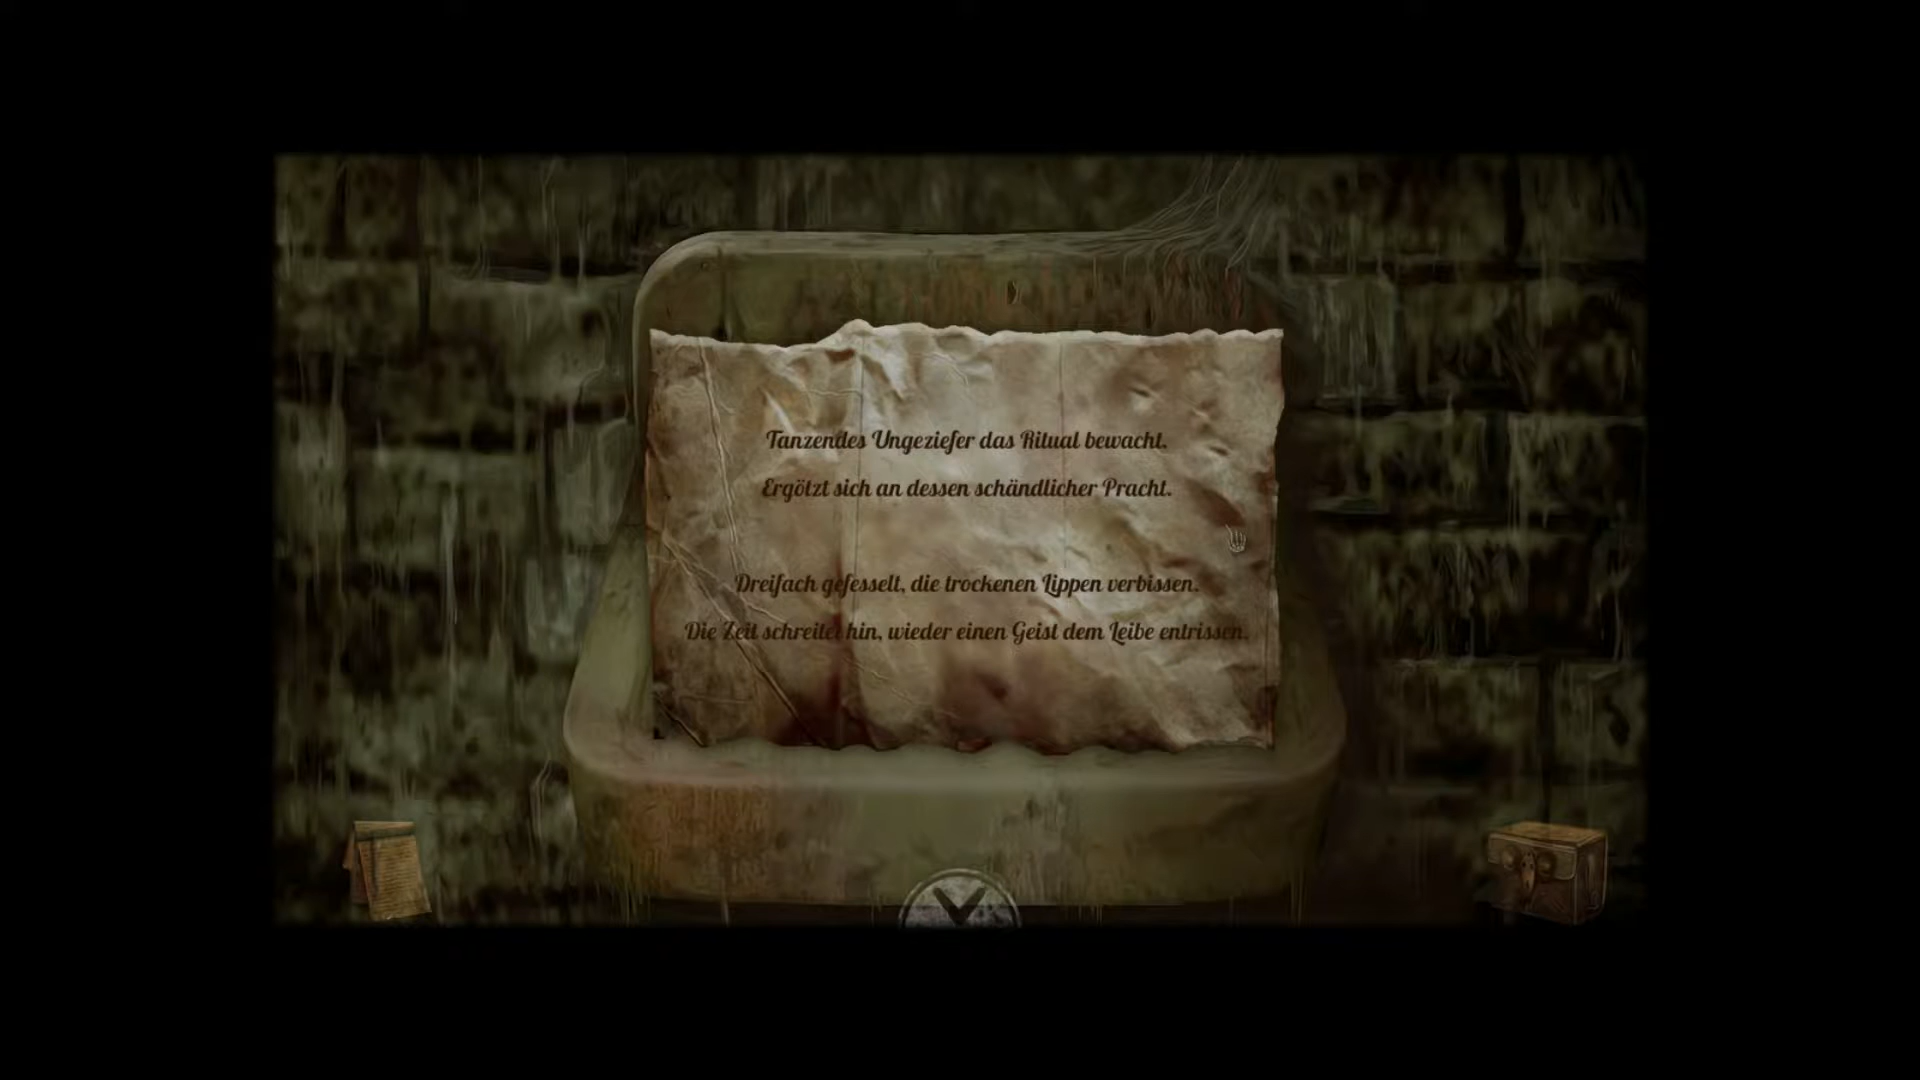 Tanzendes Ungeziefer das Ritual bewacht.
Ergötzt sich an dessen schändlicher Pracht.
Dreifach gefesselt, die trockenen Lippen verbissen.
Die Zeit schreitet hin, wieder einen Geist dem Leibe entrissen.